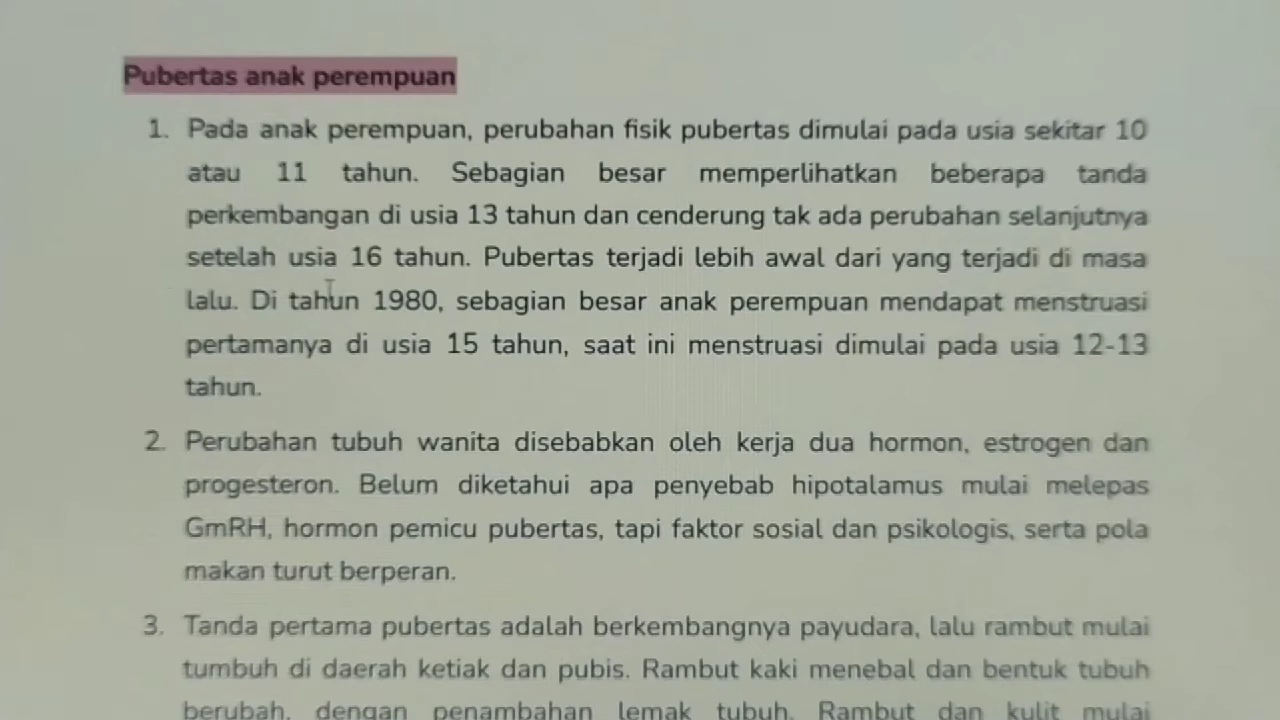 Pubertas anak perempuan
1. Pada anak perempuan, perubahan fisik pubertas dimulai pada usia sekitar 10
atau 11 tahun. Sebagian besar memperlihatkan beberapa tanda
perkembangan di usia 13 tahun dan cenderung tak ada perubahan selanjutnya
setelah usia 16 tahun. Pubertas terjadi lebih awal dari yang terjadi di masa
lalu. Di tahun 1980, sebagian besar anak perempuan mendapat menstruasi
pertamanya di usia 15 tahun, saat ini menstruasi dimulai pada usia 12-13
tahun.
2. Perubahan tubuh wanita disebabkan oleh kerja dua hormon, estrogen dan
progesteron. Belum diketahui apa penyebab hipotalamus mulai melepas
GmRH, hormon pemicu pubertas, tapi faktor sosial dan psikologis, serta pola
makan turut berperan.
3. Tanda pertama pubertas adalah berkembangnya payudara, lalu rambut mulai
tumbuh di daerah ketiak dan pubis. Rambut kaki menebal dan bentuk tubuh
berubah, dengan penambahan lemak tubuh. Rambut dan kulit mulai